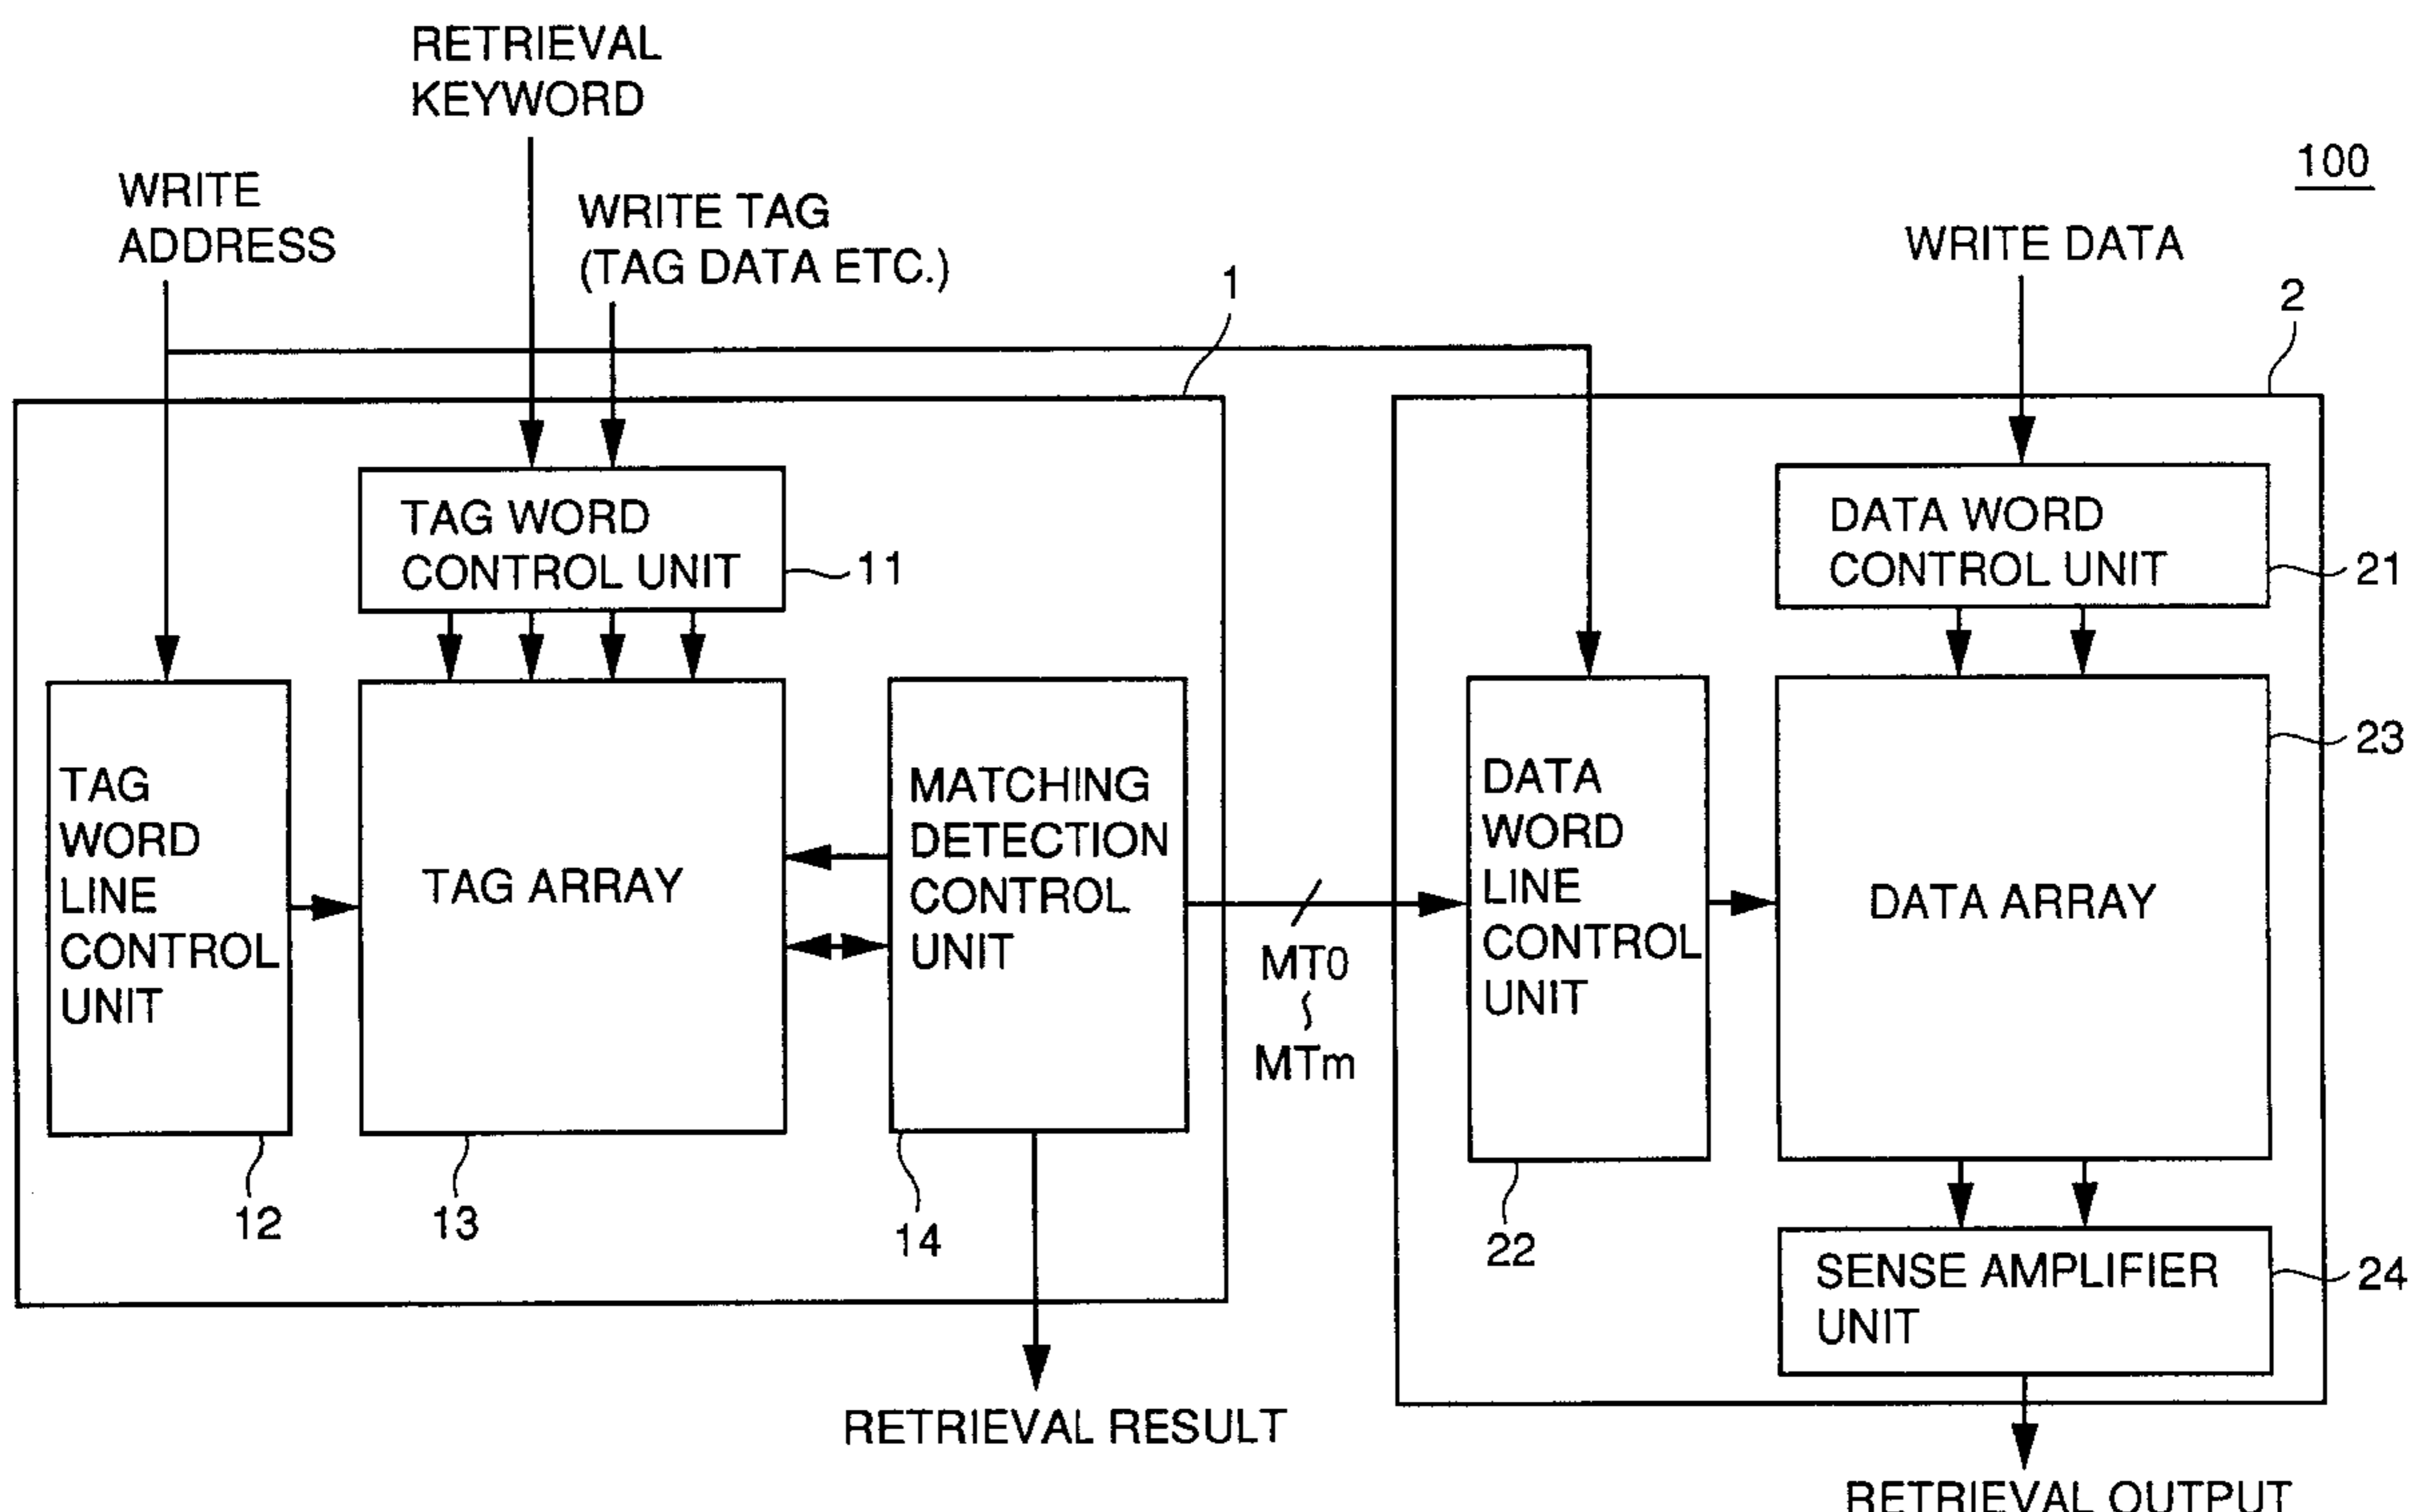 RETRIEVAL
KEYWORD
100
WRITE
ADDRESS
WRITE TAG
(TAG DATA ETC.)
WRITE DATA
1
2
TAG WORD
CONTROL UNIT
11
DATA WORD
CONTROL UNIT
21
23
TAG
WORD
LINE
CONTROL
UNIT
TAG ARRAY
MATCHING
DETECTION
CONTROL
UNIT
MT0
~
MTm
DATA
WORD
LINE
CONTROL
UNIT
DATA ARRAY
12
13
14
22
SENSE AMPLIFIER
UNIT
24
RETRIEVAL RESULT
RETRIEVAL OUTPUT